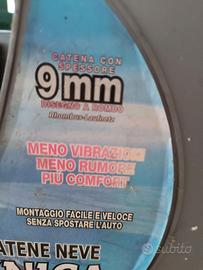 CATENA CON
SPESSORE
9mm
DISEGNO A ROMBO
Rhombus-Laufnetz
MENO VIBRAZIONI
MENO RUMORE
PIÙ COMFORT
MONTAGGIO FACILE E VELOCE
SENZA SPOSTARE L'AUTO
CATENE NEVE
subito